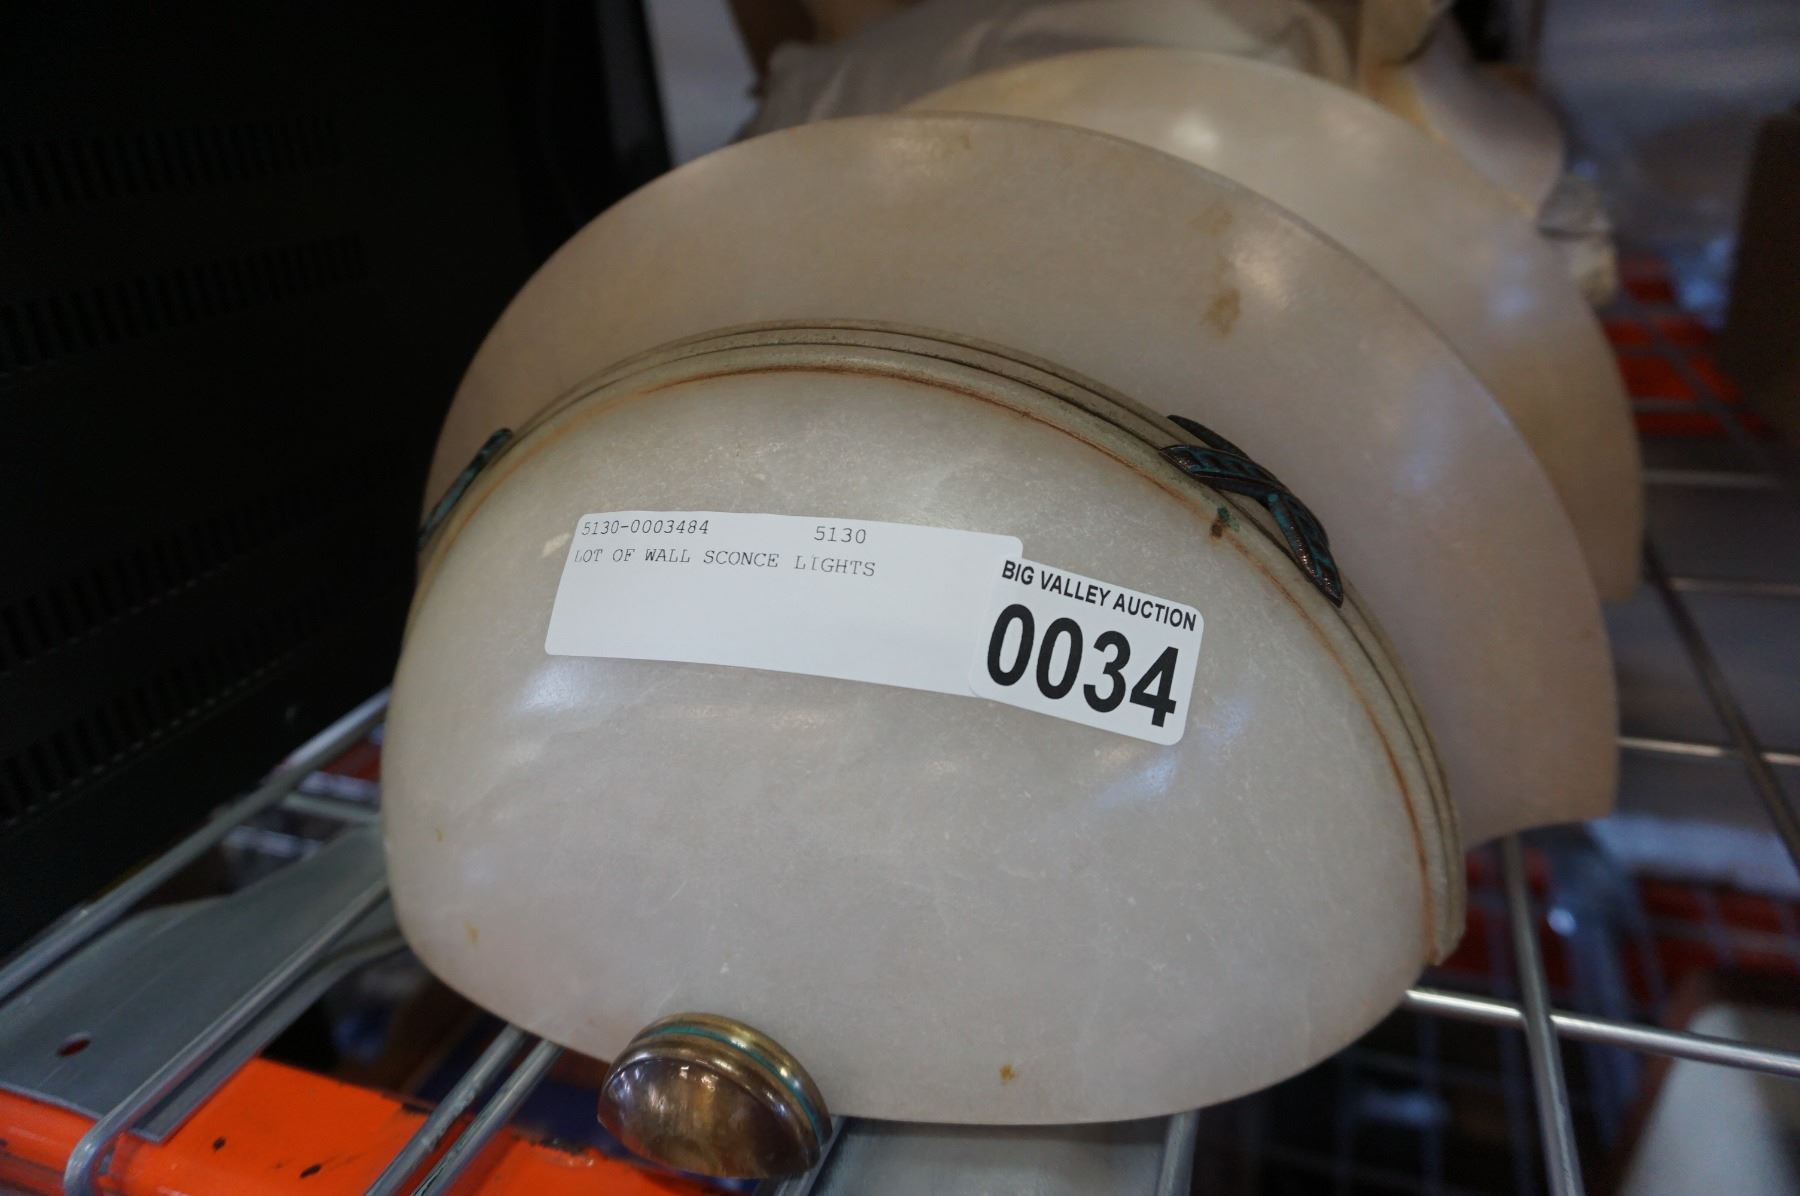 5130-0003484 5130
LOT OF WALL SCONCE LIGHTS
BIG VALLEY AUCTION
0034